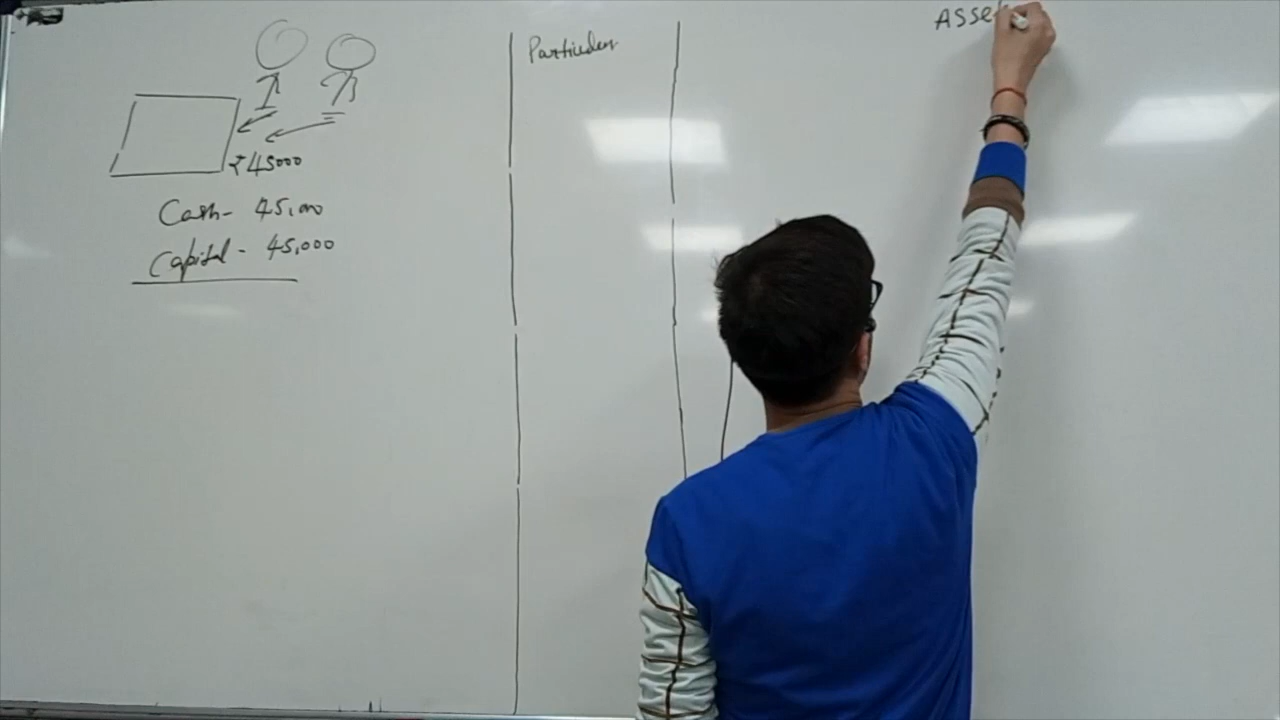 ₹45000
Cash- 45,000
Capital - 45,000
Particulars
Asse